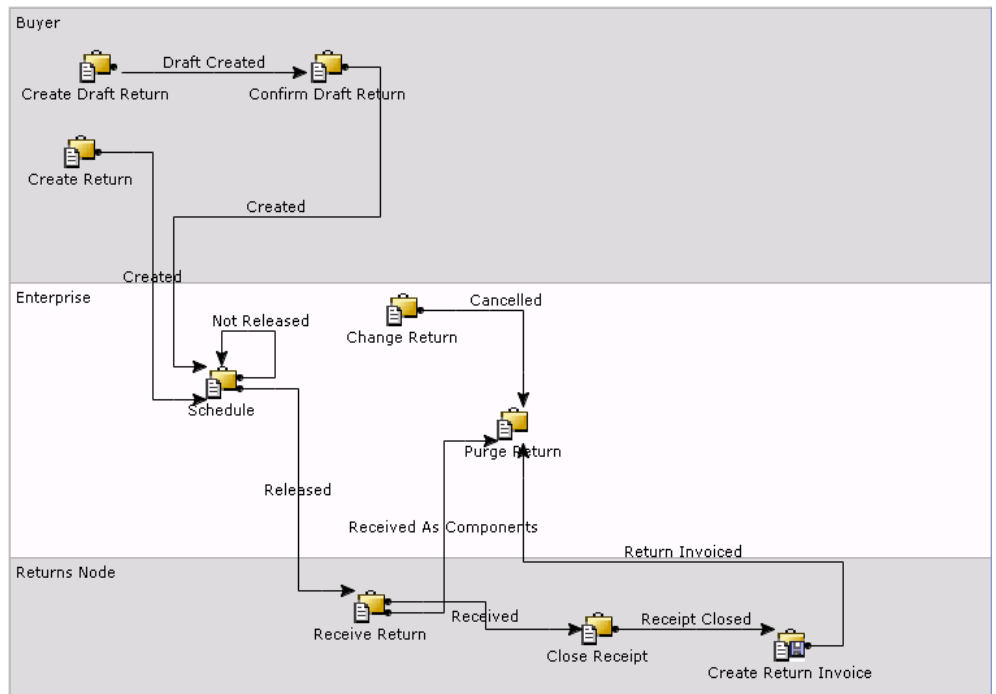 Buyer
Draft Created
Create Draft Return
Confirm Draft Return
Create Return
Created
Created
Enterprise
Cancelled
Not Released
Change Return
Schedule
Purge Return
Released
Received As Components
Return Invoiced
Returns Node
Received
Receipt Closed
Receive Return
Close Receipt
Create Return Invoice